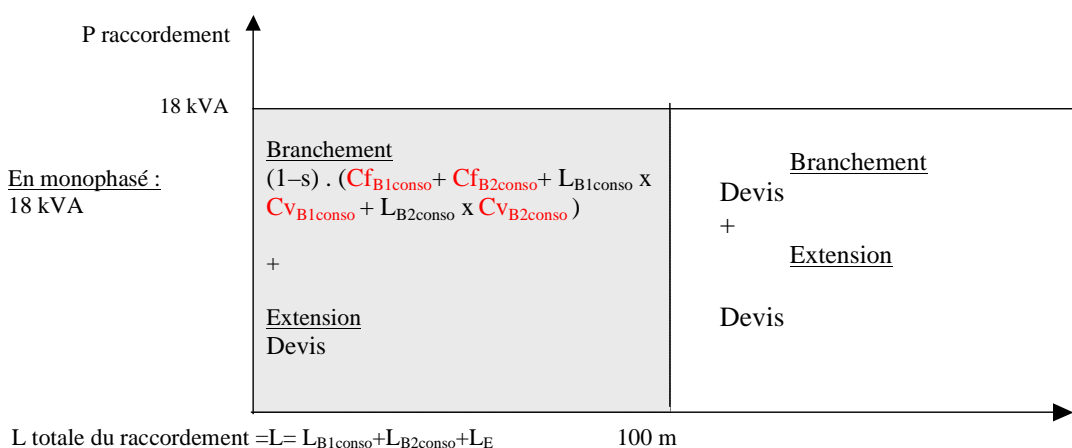 P raccordement
18 kVA
En monophasé :
18 kVA
Branchement
(1–s) . (CfB1conso+ CfB2conso+ LB1conso x
CvB1conso + LB2conso x CvB2conso )
+
Extension
Devis
Branchement
Devis
+
Extension
Devis
L totale du raccordement =L= LB1conso+LB2conso+LE
100 m